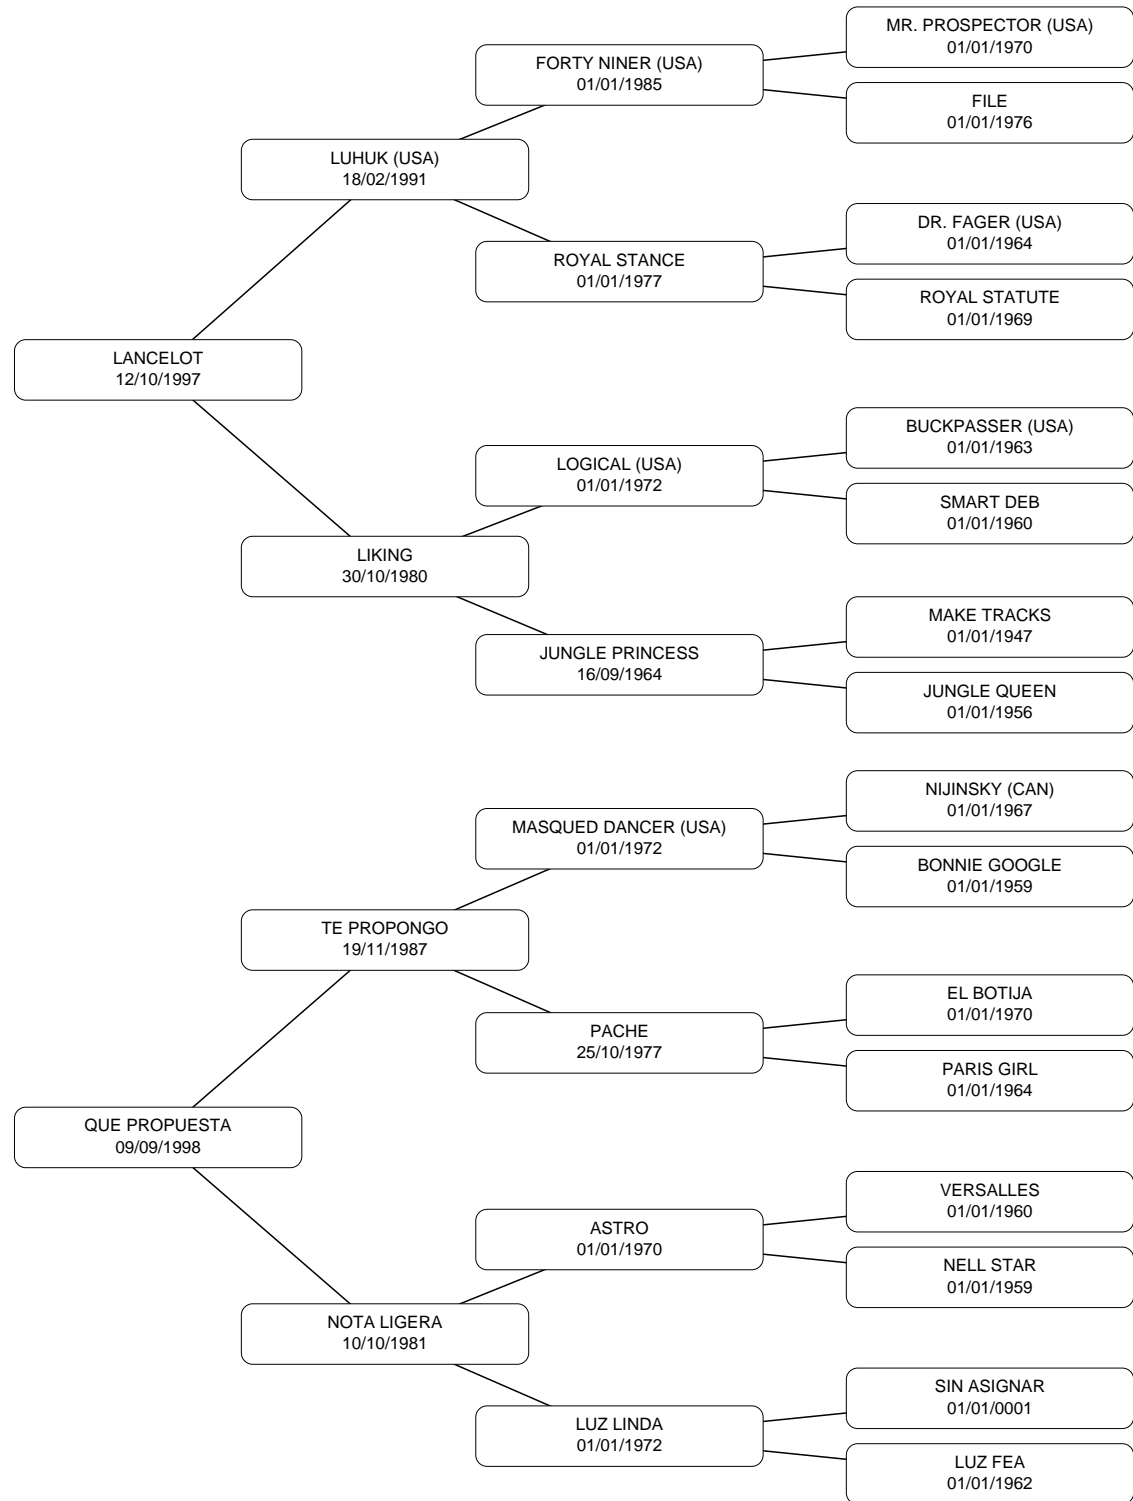 MR. PROSPECTOR (USA)
01/01/1970
FORTY NINER (USA)
01/01/1985
FILE
01/01/1976
LUHUK (USA)
18/02/1991
DR. FAGER (USA)
01/01/1964
ROYAL STANCE
01/01/1977
ROYAL STATUTE
01/01/1969
LANCELOT
12/10/1997
BUCKPASSER (USA)
01/01/1963
LOGICAL (USA)
01/01/1972
SMART DEB
01/01/1960
LIKING
30/10/1980
MAKE TRACKS
01/01/1947
JUNGLE PRINCESS
16/09/1964
JUNGLE QUEEN
01/01/1956
NIJINSKY (CAN)
01/01/1967
MASQUED DANCER (USA)
01/01/1972
BONNIE GOOGLE
01/01/1959
TE PROPONGO
19/11/1987
EL BOTIJA
01/01/1970
PACHE
25/10/1977
PARIS GIRL
01/01/1964
QUE PROPUESTA
09/09/1998
VERSALLES
01/01/1960
ASTRO
01/01/1970
NELL STAR
01/01/1959
NOTA LIGERA
10/10/1981
SIN ASIGNAR
01/01/0001
LUZ LINDA
01/01/1972
LUZ FEA
01/01/1962